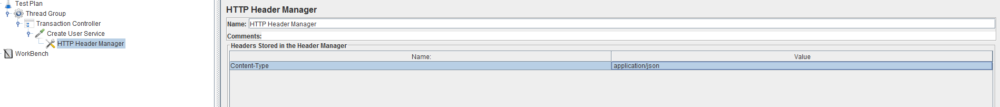 Test Plan
Thread Group
Transaction Controller
Create User Service
HTTP Header Manager
WorkBench
HTTP Header Manager
Name: HTTP Header Manager
Comments:
Headers Stored in the Header Manager
Name: Value
Content-Type application/json